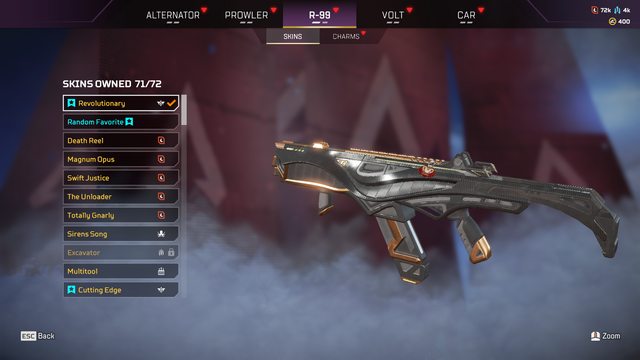 ALTERNATOR
PROWLER
R-99
VOLT
CAR
72k 4k
400
SKINS
CHARMS
SKINS OWNED 71/72
Revolutionary
Random Favorite
Death Reel
Magnum Opus
Swift Justice
The Unloader
Totally Gnarly
Sirens Song
Excavator
Multitool
Cutting Edge
ESC Back
Zoom